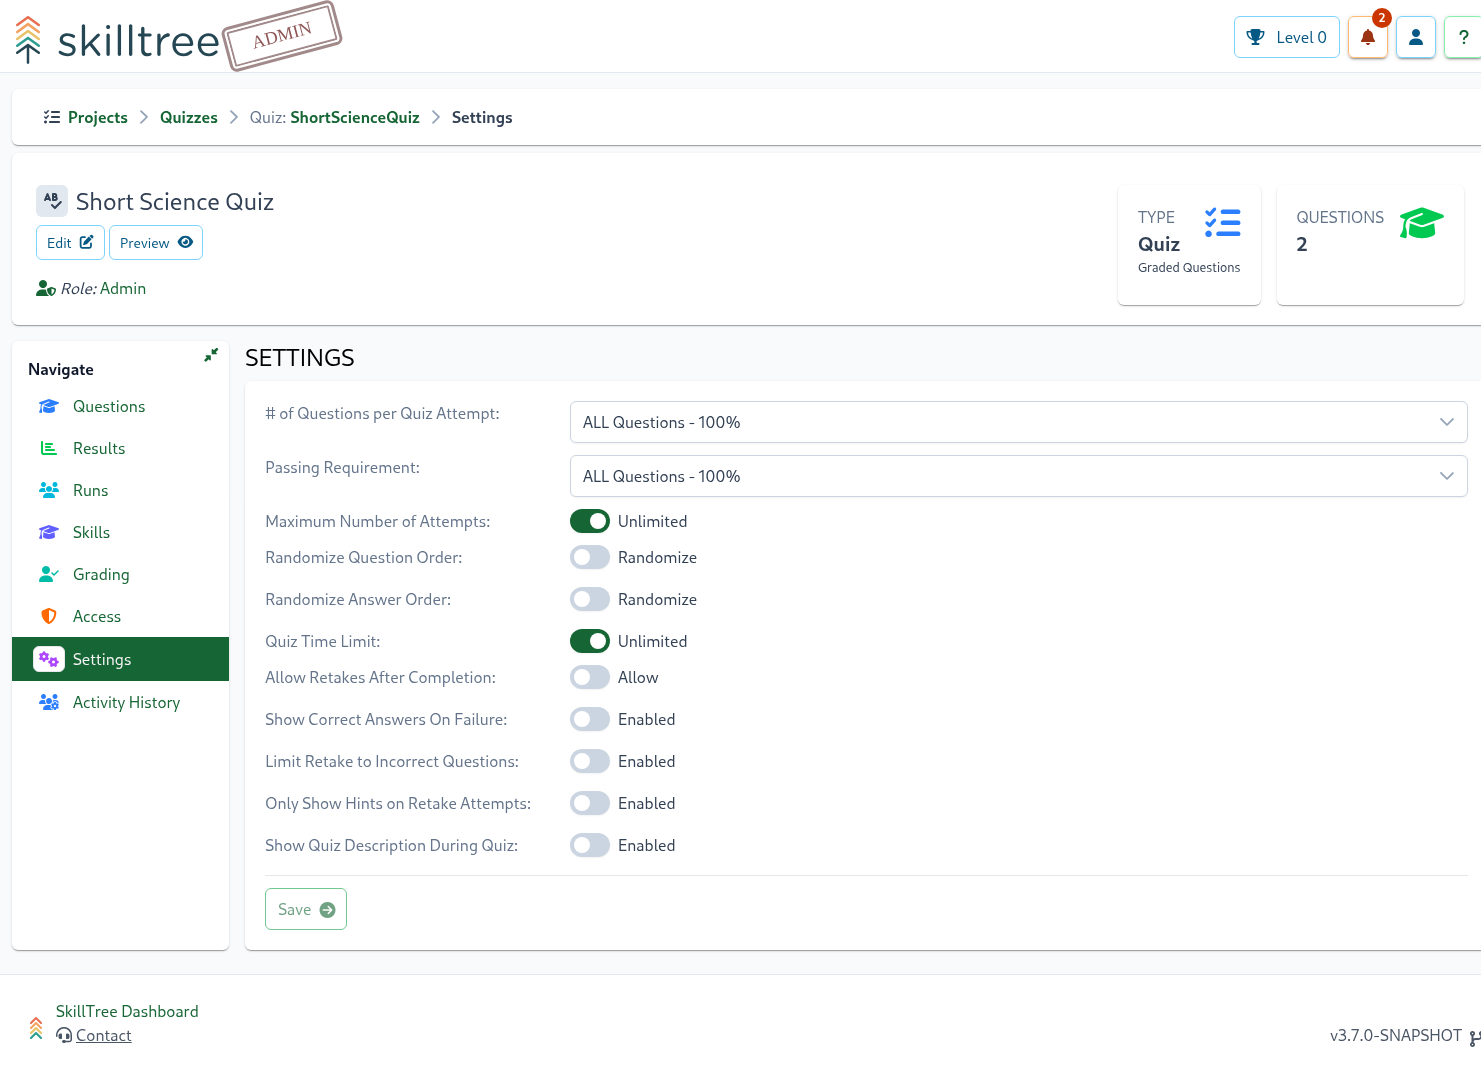 skilltree ADMIN
Level 0
2
?
Projects > Quizzes > Quiz: ShortScienceQuiz > Settings
AB Short Science Quiz
Edit Preview
Role: Admin
TYPE
Quiz
Graded Questions
QUESTIONS
2
Navigate
Questions
Results
Runs
Skills
Grading
Access
Settings
Activity History
SETTINGS
# of Questions per Quiz Attempt: ALL Questions - 100%
Passing Requirement: ALL Questions - 100%
Maximum Number of Attempts: Unlimited
Randomize Question Order: Randomize
Randomize Answer Order: Randomize
Quiz Time Limit: Unlimited
Allow Retakes After Completion: Allow
Show Correct Answers On Failure: Enabled
Limit Retake to Incorrect Questions: Enabled
Only Show Hints on Retake Attempts: Enabled
Show Quiz Description During Quiz: Enabled
Save
SkillTree Dashboard
Contact
v3.7.0-SNAPSHOT